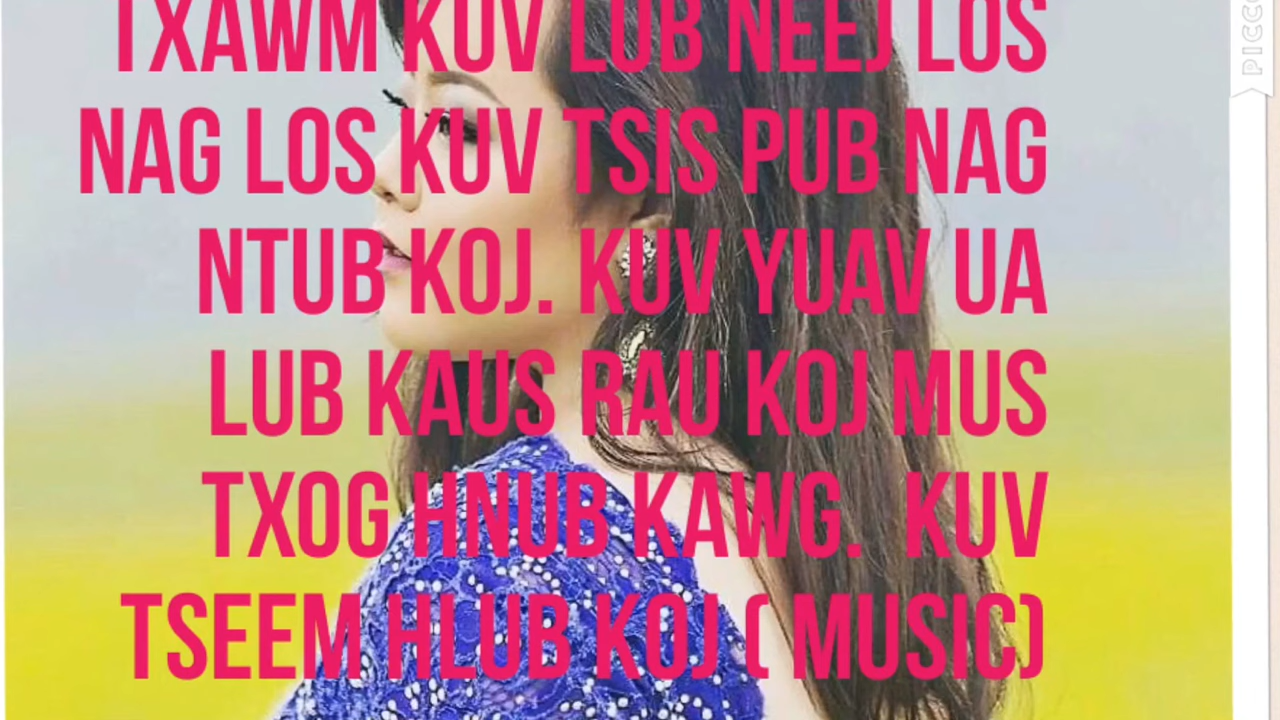 TXAWM KUV LUB NEEJ LOS
NAG LOS KUV TSIS PUB NAG
NTUB KOJ. KUV YUAV UA
LUB KAUS RAU KOJ MUS
TXOG HNUB KAWG. KUV
TSEEM HLUB KOJ ( MUSIC)